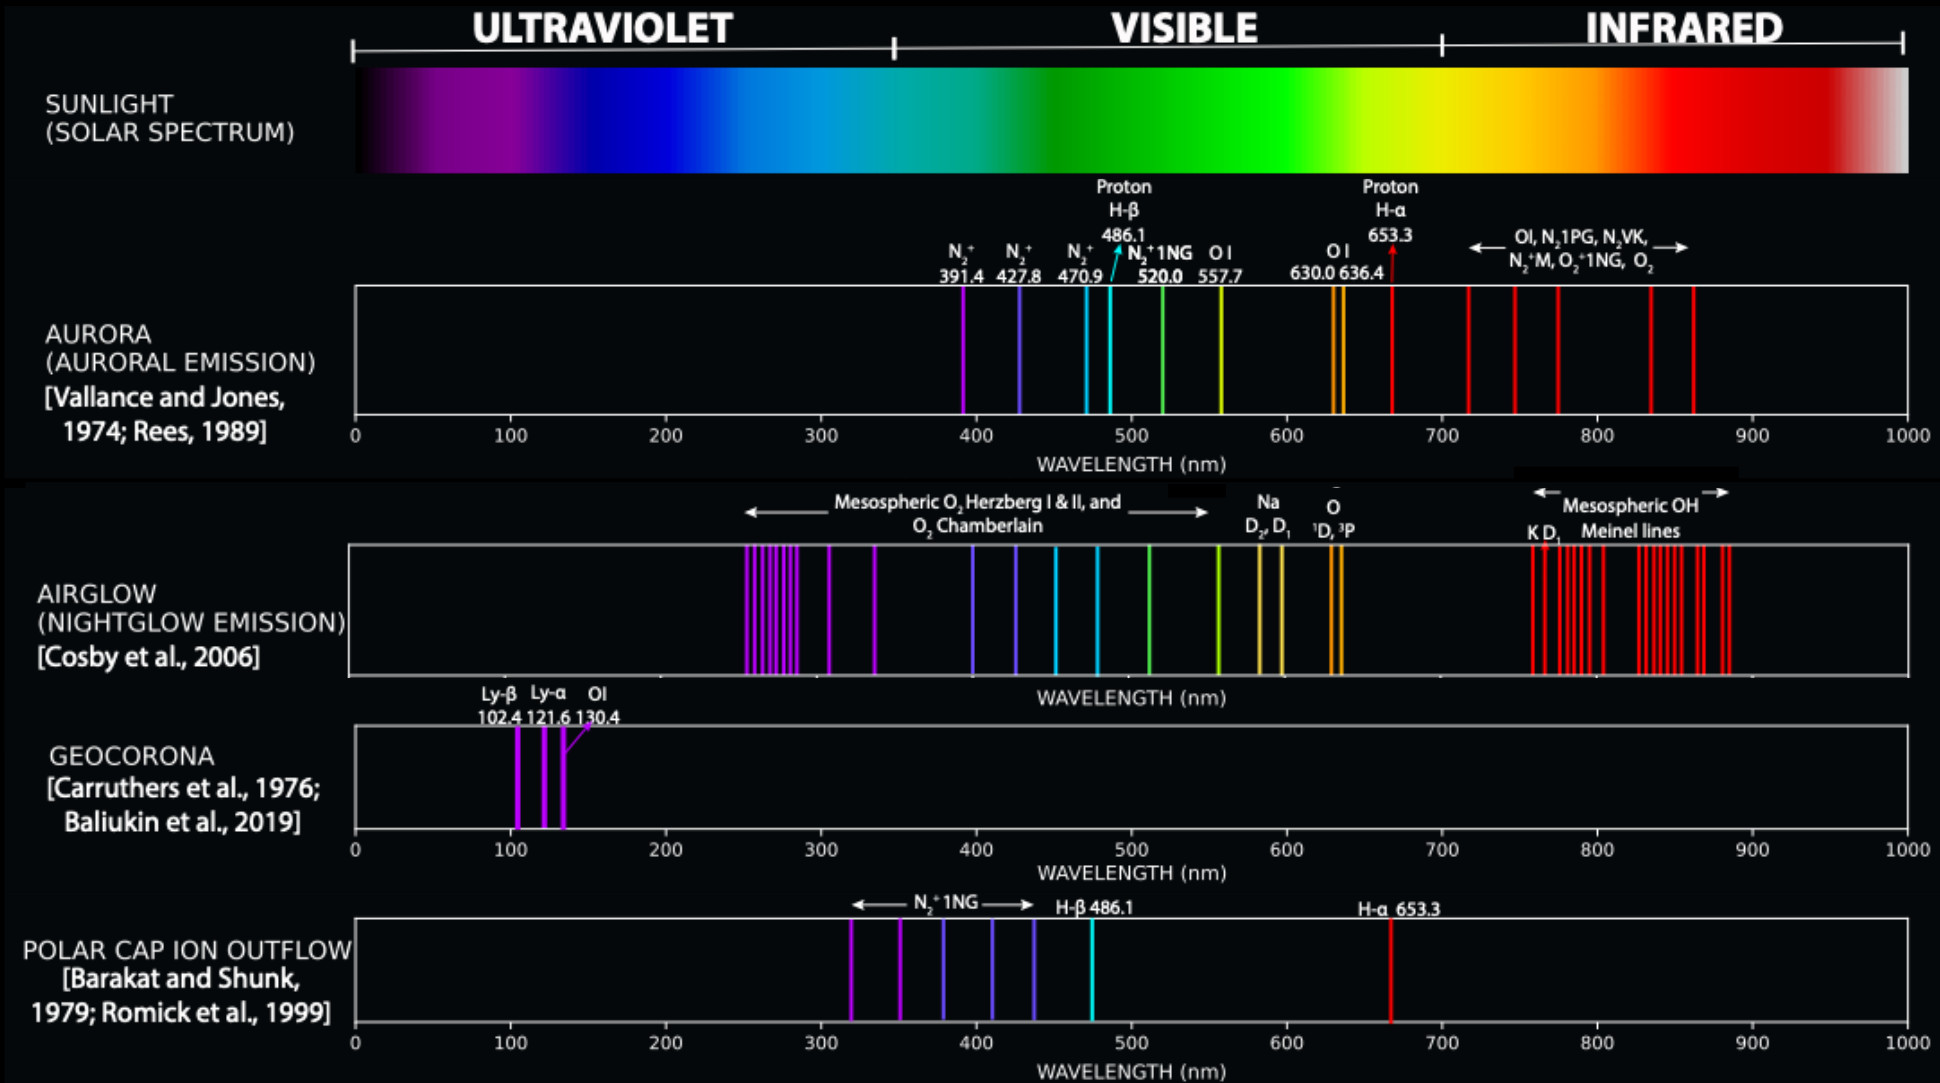 ULTRAVIOLET VISIBLE INFRARED
SUNLIGHT
(SOLAR SPECTRUM)
Proton
H-β
486.1
Proton
H-α
653.3
N₂⁺ 391.4
N₂⁺ 427.8
N₂⁺ 470.9
N₂⁺1NG 520.0
O I 557.7
O I
630.0 636.4
OI, N₂1PG, N₂VK,
N₂⁺M, O₂⁺1NG, O₂
AURORA
(AURORAL EMISSION)
[Vallance and Jones,
1974; Rees, 1989]
0 100 200 300 400 500 600 700 800 900 1000
WAVELENGTH (nm)
Mesospheric O₂ Herzberg I & II, and
O₂ Chamberlain
Na
D₂, D₁
O
¹D, ³P
K D₁
Mesospheric OH
Meinel lines
AIRGLOW
(NIGHTGLOW EMISSION)
[Cosby et al., 2006]
WAVELENGTH (nm)
Ly-β Ly-α OI
102.4 121.6 130.4
GEOCORONA
[Carruthers et al., 1976;
Baliukin et al., 2019]
0 100 200 300 400 500 600 700 800 900 1000
WAVELENGTH (nm)
N₂⁺ 1NG H-β 486.1 H-α 653.3
POLAR CAP ION OUTFLOW
[Barakat and Shunk,
1979; Romick et al., 1999]
0 100 200 300 400 500 600 700 800 900 1000
WAVELENGTH (nm)